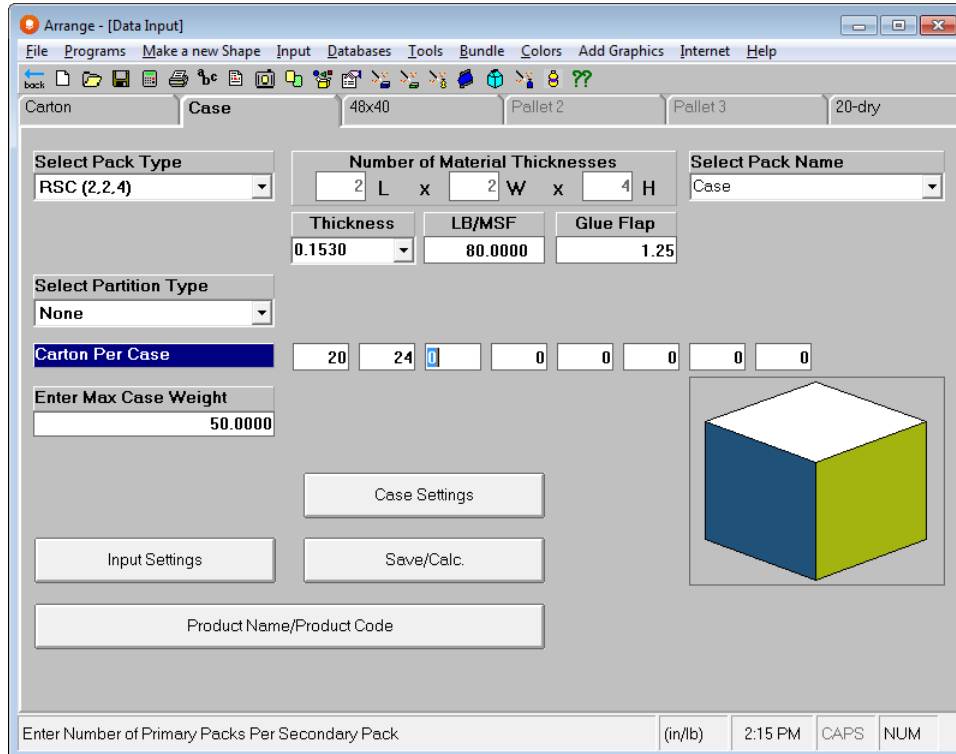 Arrange - [Data Input]
File Programs Make a new Shape Input Databases Tools Bundle Colors Add Graphics Internet Help
back bc ??
Carton Case 48x40 Pallet 2 Pallet 3 20-dry
Select Pack Type Number of Material Thicknesses Select Pack Name
RSC (2,2,4) 2 L x 2 W x 4 H Case
Thickness LB/MSF Glue Flap
0.1530 80.0000 1.25
Select Partition Type
None
Carton Per Case 20 24 0 0 0 0 0 0
Enter Max Case Weight
50.0000
Case Settings
Input Settings Save/Calc.
Product Name/Product Code
Enter Number of Primary Packs Per Secondary Pack (in/lb) 2:15 PM CAPS NUM